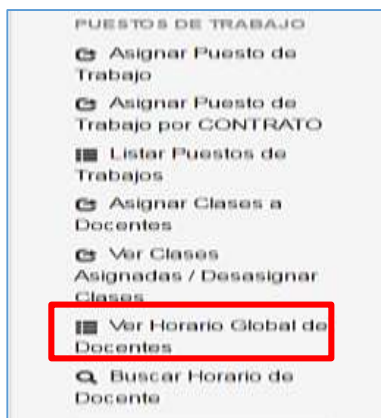 PUESTOS DE TRABAJO
Asignar Puesto de
Trabajo
Asignar Puesto de
Trabajo por CONTRATO
Listar Puestos de
Trabajos
Asignar Clases a
Docentes
Ver Clases
Asignadas / Desasignar
Clases
Ver Horario Global de
Docentes
Buscar Horario de
Docente